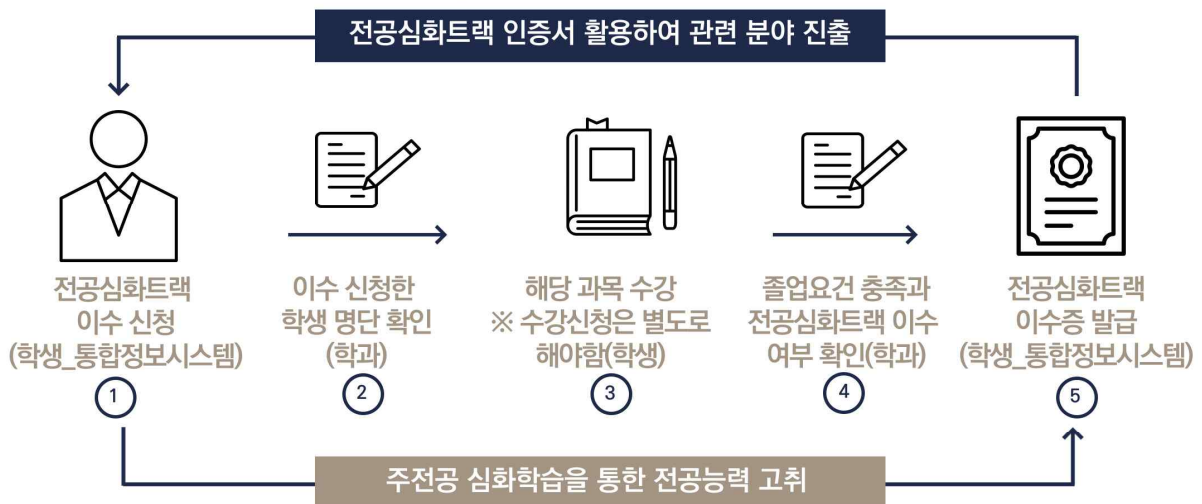 전공심화트랙 인증서 활용하여 관련 분야 진출
전공심화트랙
이수 신청
(학생_통합정보시스템)
1
이수 신청한
학생 명단 확인
(학과)
2
해당 과목 수강
※ 수강신청은 별도로
해야함(학생)
3
졸업요건 충족과
전공심화트랙 이수
여부 확인(학과)
4
전공심화트랙
이수증 발급
(학생_통합정보시스템)
5
주전공 심화학습을 통한 전공능력 고취